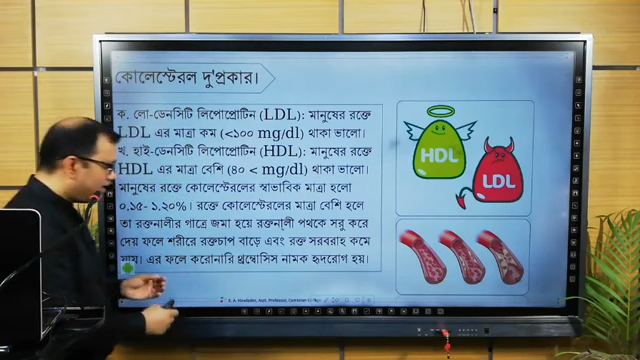 কোলেস্টেরল দু'প্রকার।
ক. লো-ডেনসিটি লিপোপ্রোটিন (LDL): মানুষের রক্তে
LDL এর মাত্রা কম (<১০০ mg/dl) থাকা ভালো।
খ. হাই-ডেনসিটি লিপোপ্রোটিন (HDL): মানুষের রক্তে
HDL এর মাত্রা বেশি (৪০ < mg/dl) থাকা ভালো।
মানুষের রক্তে কোলেস্টেরলের স্বাভাবিক মাত্রা হলো
০.১৫- ১.২০%। রক্তে কোলেস্টেরলের মাত্রা বেশি হলে
তা রক্তনালীর গাত্রে জমা হয়ে রক্তনালী পথকে সরু করে
দেয় ফলে শরীরে রক্তচাপ বাড়ে এবং রক্ত সরবরাহ কমে
যায়। এর ফলে করোনারি থ্রম্বোসিস নামক হৃদরোগ হয়।
HDL
LDL
Asst. Professor,